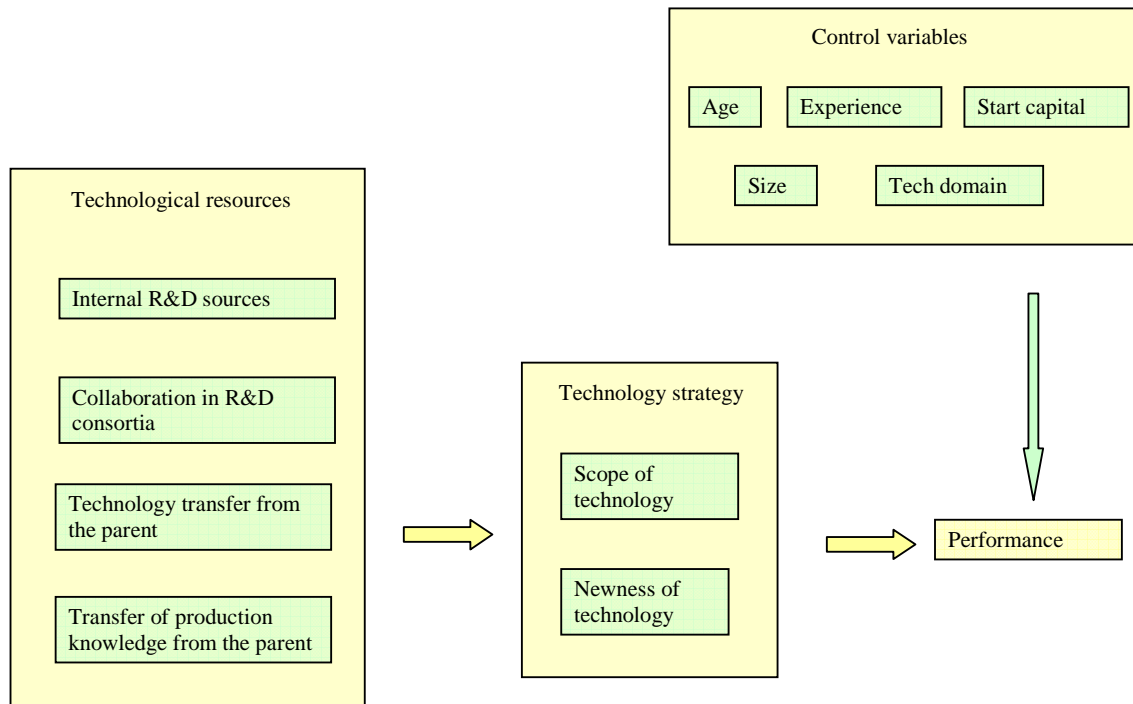 Control variables
Age
Experience
Start capital
Size
Tech domain
Technological resources
Internal R&D sources
Collaboration in R&D
consortia
Technology transfer from
the parent
Transfer of production
knowledge from the parent
Technology strategy
Scope of
technology
Newness of
technology
Performance